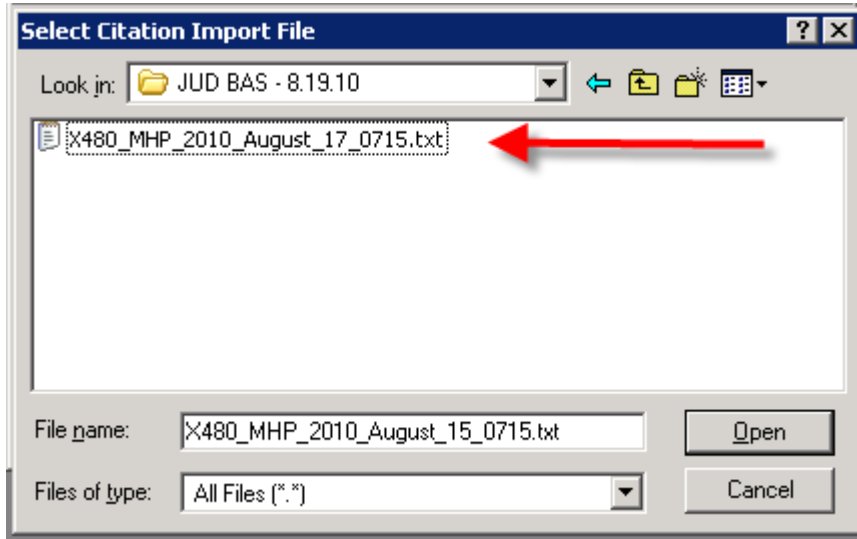 Select Citation Import File
Look in: JUD BAS - 8.19.10
X480_MHP_2010_August_17_0715.txt
File name: X480_MHP_2010_August_15_0715.txt Open
Files of type: All Files (*.*) Cancel